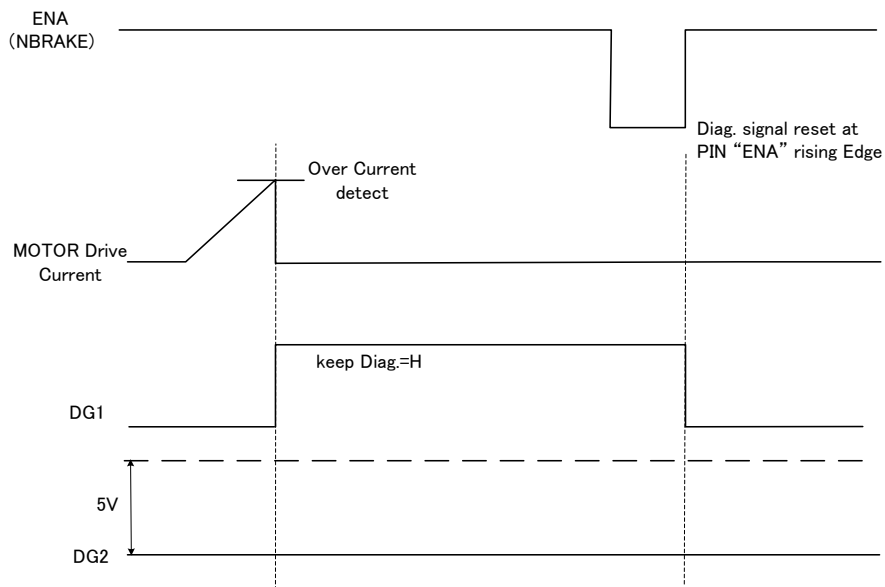 ENA
(NBRAKE)
Diag. signal reset at
PIN “ENA” rising Edge
Over Current
detect
MOTOR Drive
Current
keep Diag.=H
DG1
5V
DG2